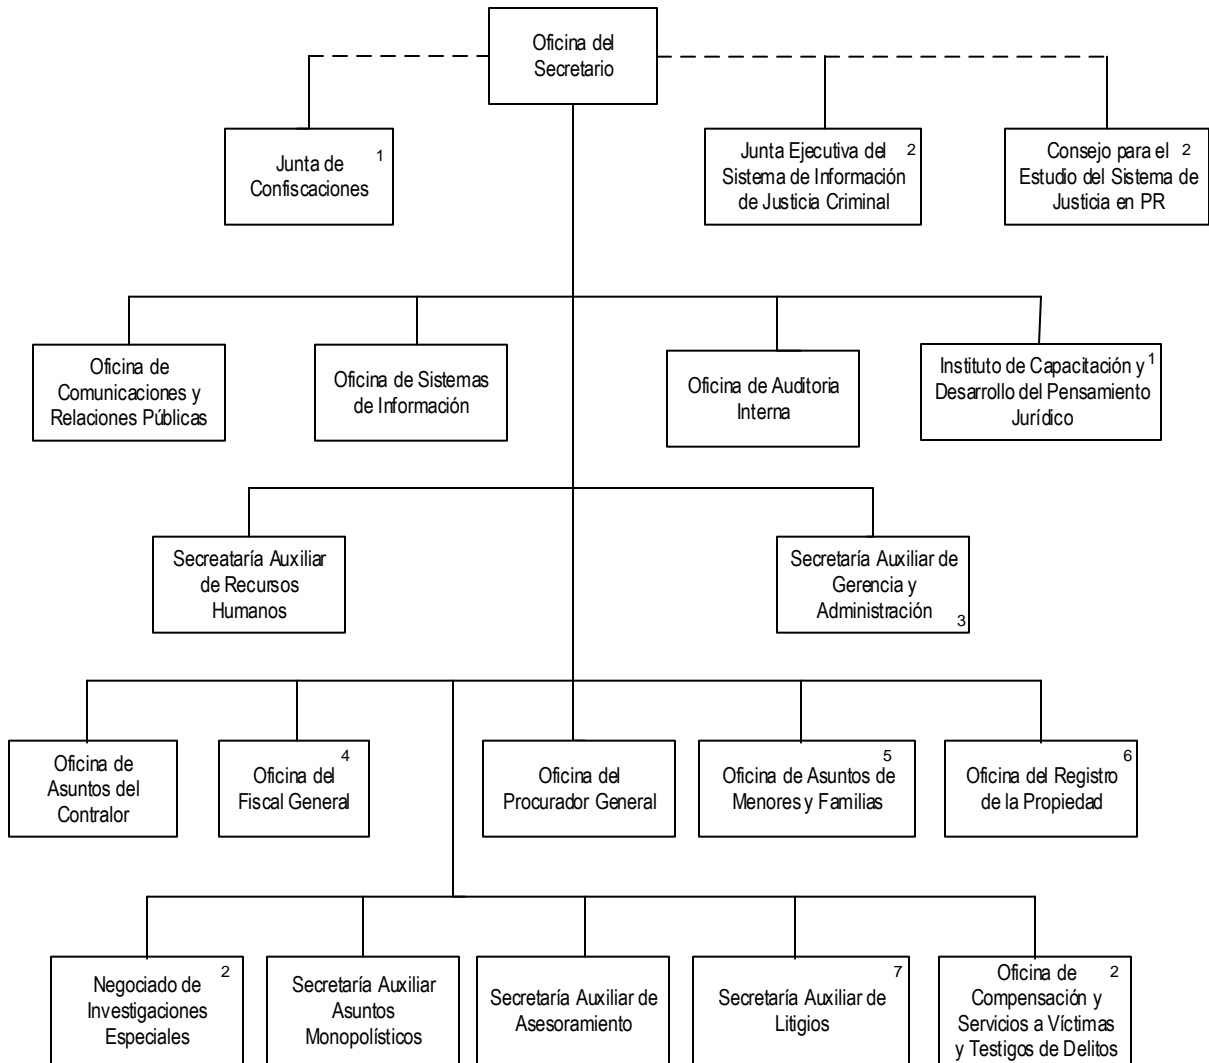 Oficina del
Secretario
Junta de 1
Confiscaciones
Junta Ejecutiva del 2
Sistema de Información
de Justicia Criminal
Consejo para el 2
Estudio del Sistema de
Justicia en PR
Oficina de
Comunicaciones y
Relaciones Públicas
Oficina de Sistemas
de Información
Oficina de Auditoria
Interna
Instituto de Capacitación y 1
Desarrollo del Pensamiento
Jurídico
Secreataría Auxiliar
de Recursos
Humanos
Secretaría Auxiliar de
Gerencia y
Administración
3
Oficina de
Asuntos del
Contralor
4
Oficina del
Fiscal General
Oficina del
Procurador General
5
Oficina de Asuntos de
Menores y Familias
6
Oficina del Registro
de la Propiedad
2
Negociado de
Investigaciones
Especiales
Secretaría Auxiliar
Asuntos
Monopolísticos
Secretaría Auxiliar de
Asesoramiento
7
Secretaría Auxiliar de
Litigios
Oficina de 2
Compensación y
Servicios a Víctimas
y Testigos de Delitos